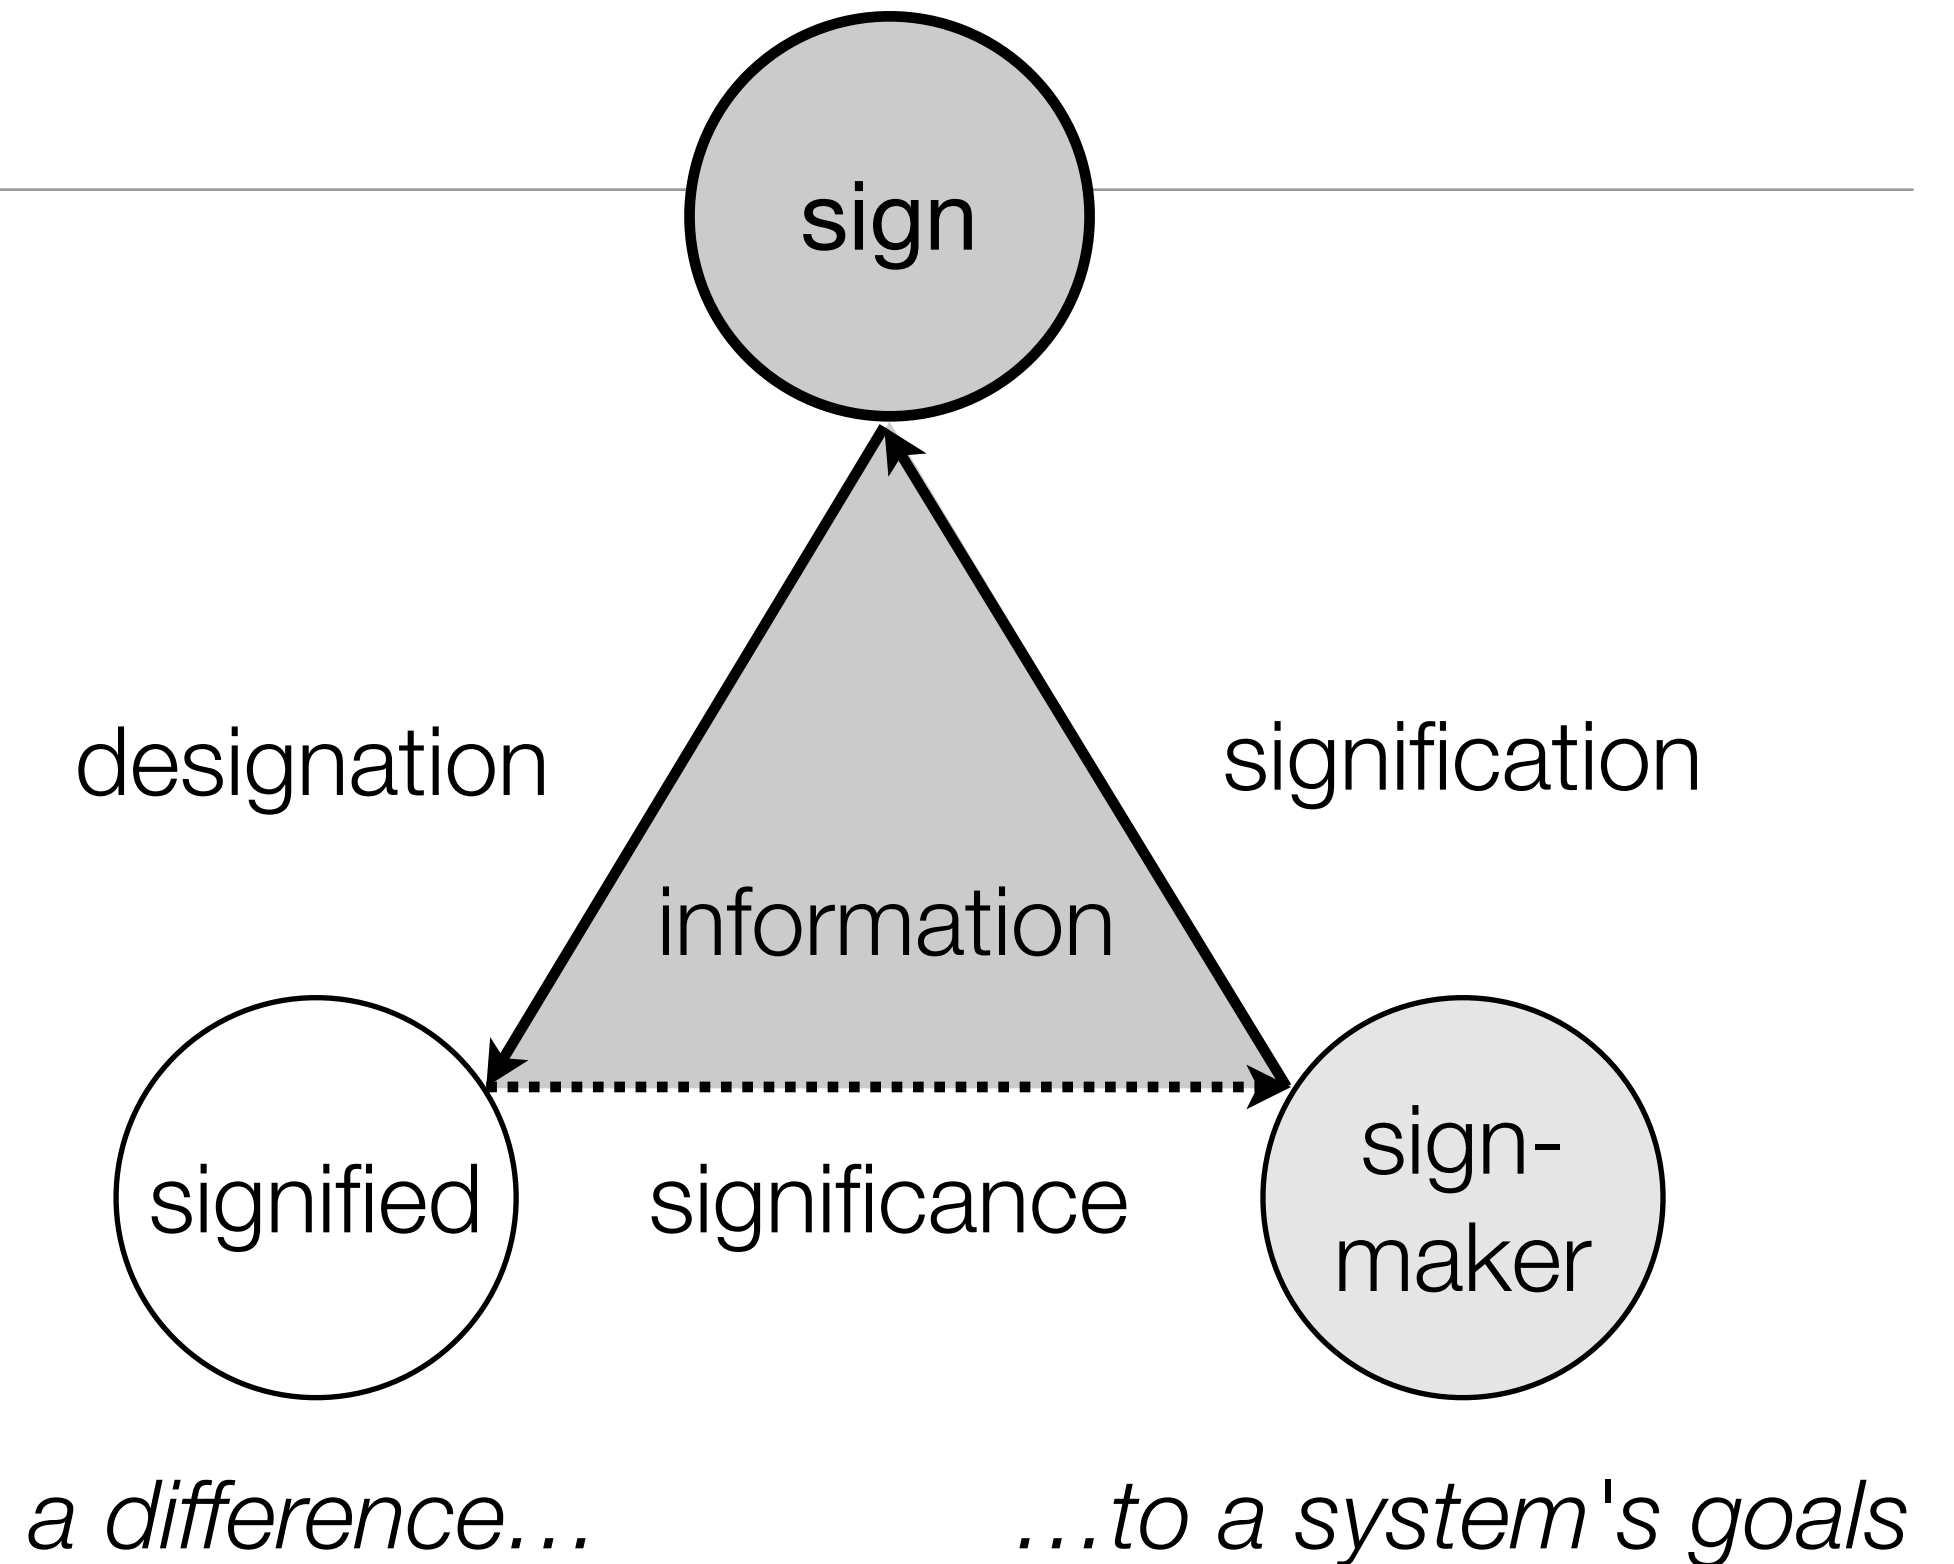 sign
designation
signification
information
signified
significance
sign-
maker
a difference...
...to a system's goals